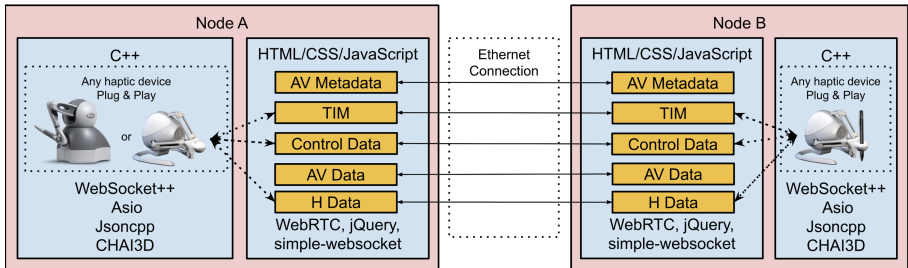 Node A
C++
Any haptic device
Plug & Play
or
WebSocket++
Asio
Jsoncpp
CHAI3D
HTML/CSS/JavaScript
AV Metadata
TIM
Control Data
AV Data
H Data
WebRTC, jQuery,
simple-websocket
Ethernet
Connection
Node B
HTML/CSS/JavaScript
AV Metadata
TIM
Control Data
AV Data
H Data
WebRTC, jQuery,
simple-websocket
C++
Any haptic device
Plug & Play
WebSocket++
Asio
Jsoncpp
CHAI3D